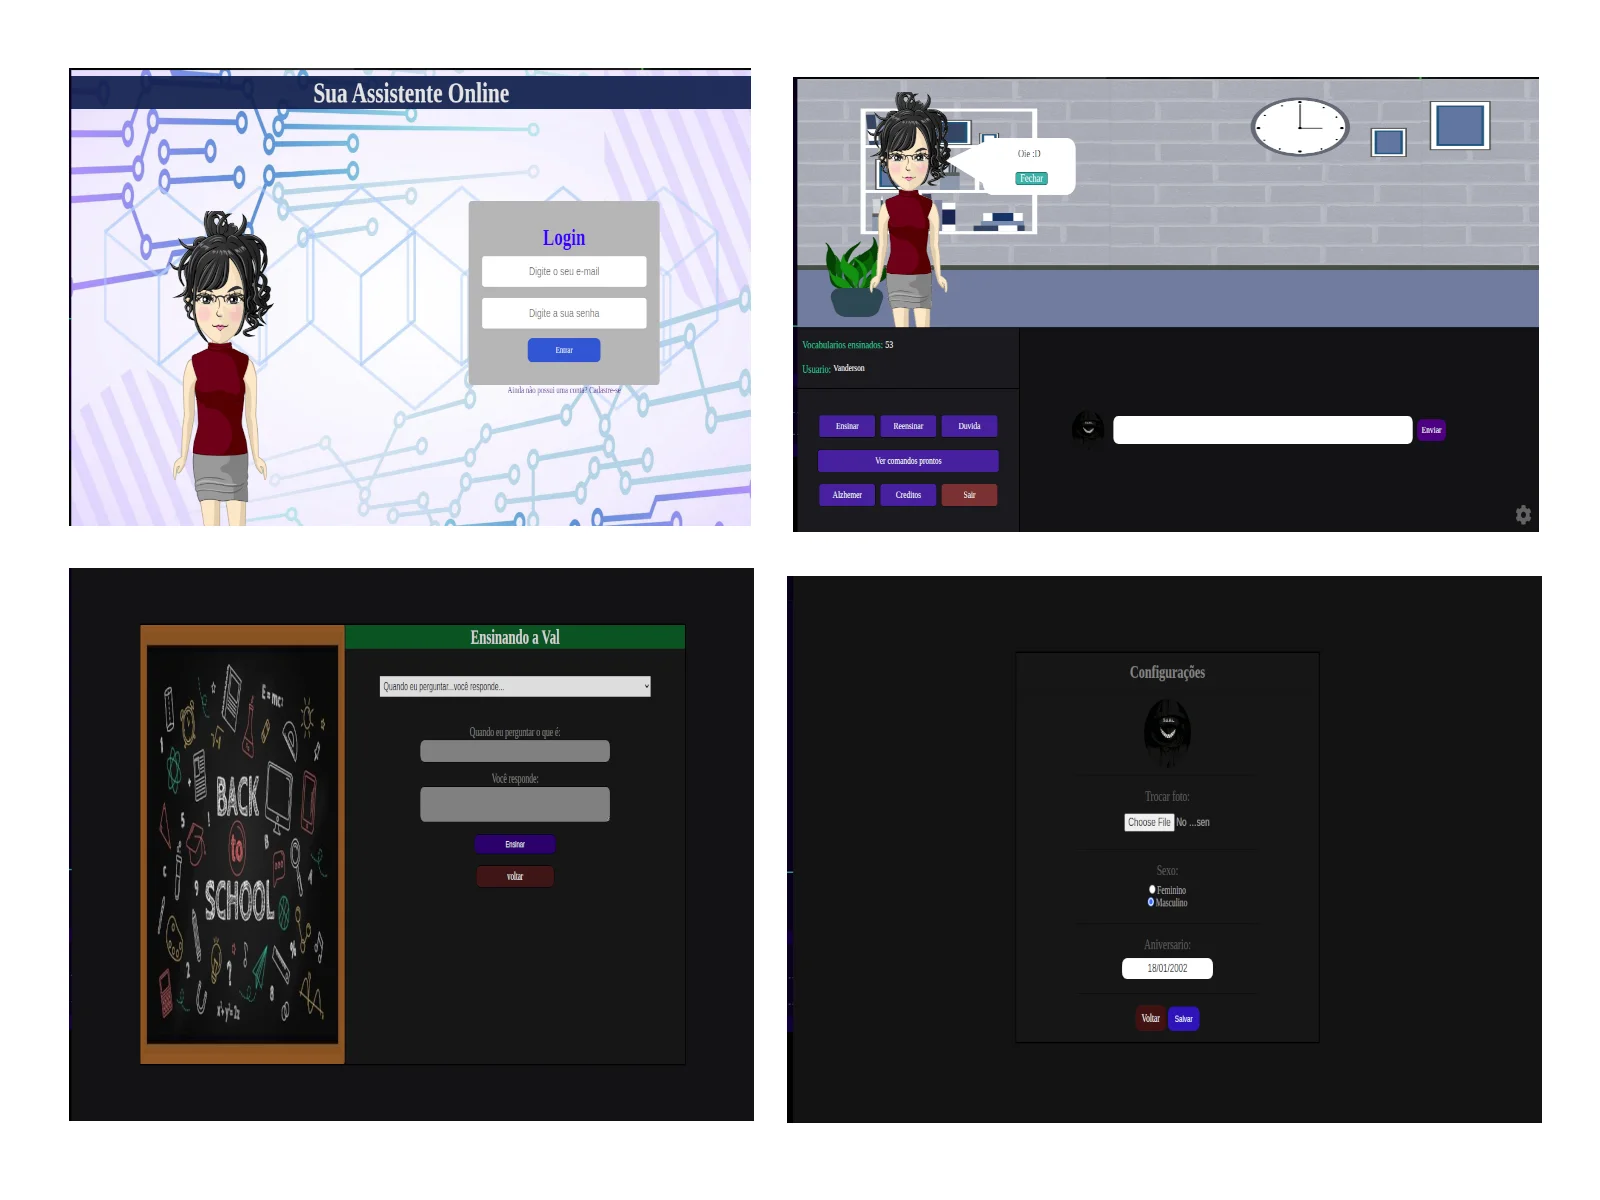 Sua Assistente Online
Login
Digite o seu e-mail
Digite a sua senha
Entrar
Ainda não possui uma conta? Cadastre-se
Oie :D
Fechar
Vocabularios ensinados: 53
Usuario: Vanderson
Ensinar
Reensinar
Duvida
Ver comandos prontos
Alzhemer
Creditos
Sair
Enviar
Ensinando a Val
Quando eu perguntar...você responde...
Quando eu perguntar o que é:
Você responde:
Ensinar
voltar
BACK
to
SCHOOL
Configurações
Trocar foto:
Choose File No ...sen
Sexo:
Feminino
Masculino
Aniversario:
18/01/2002
Voltar
Salvar